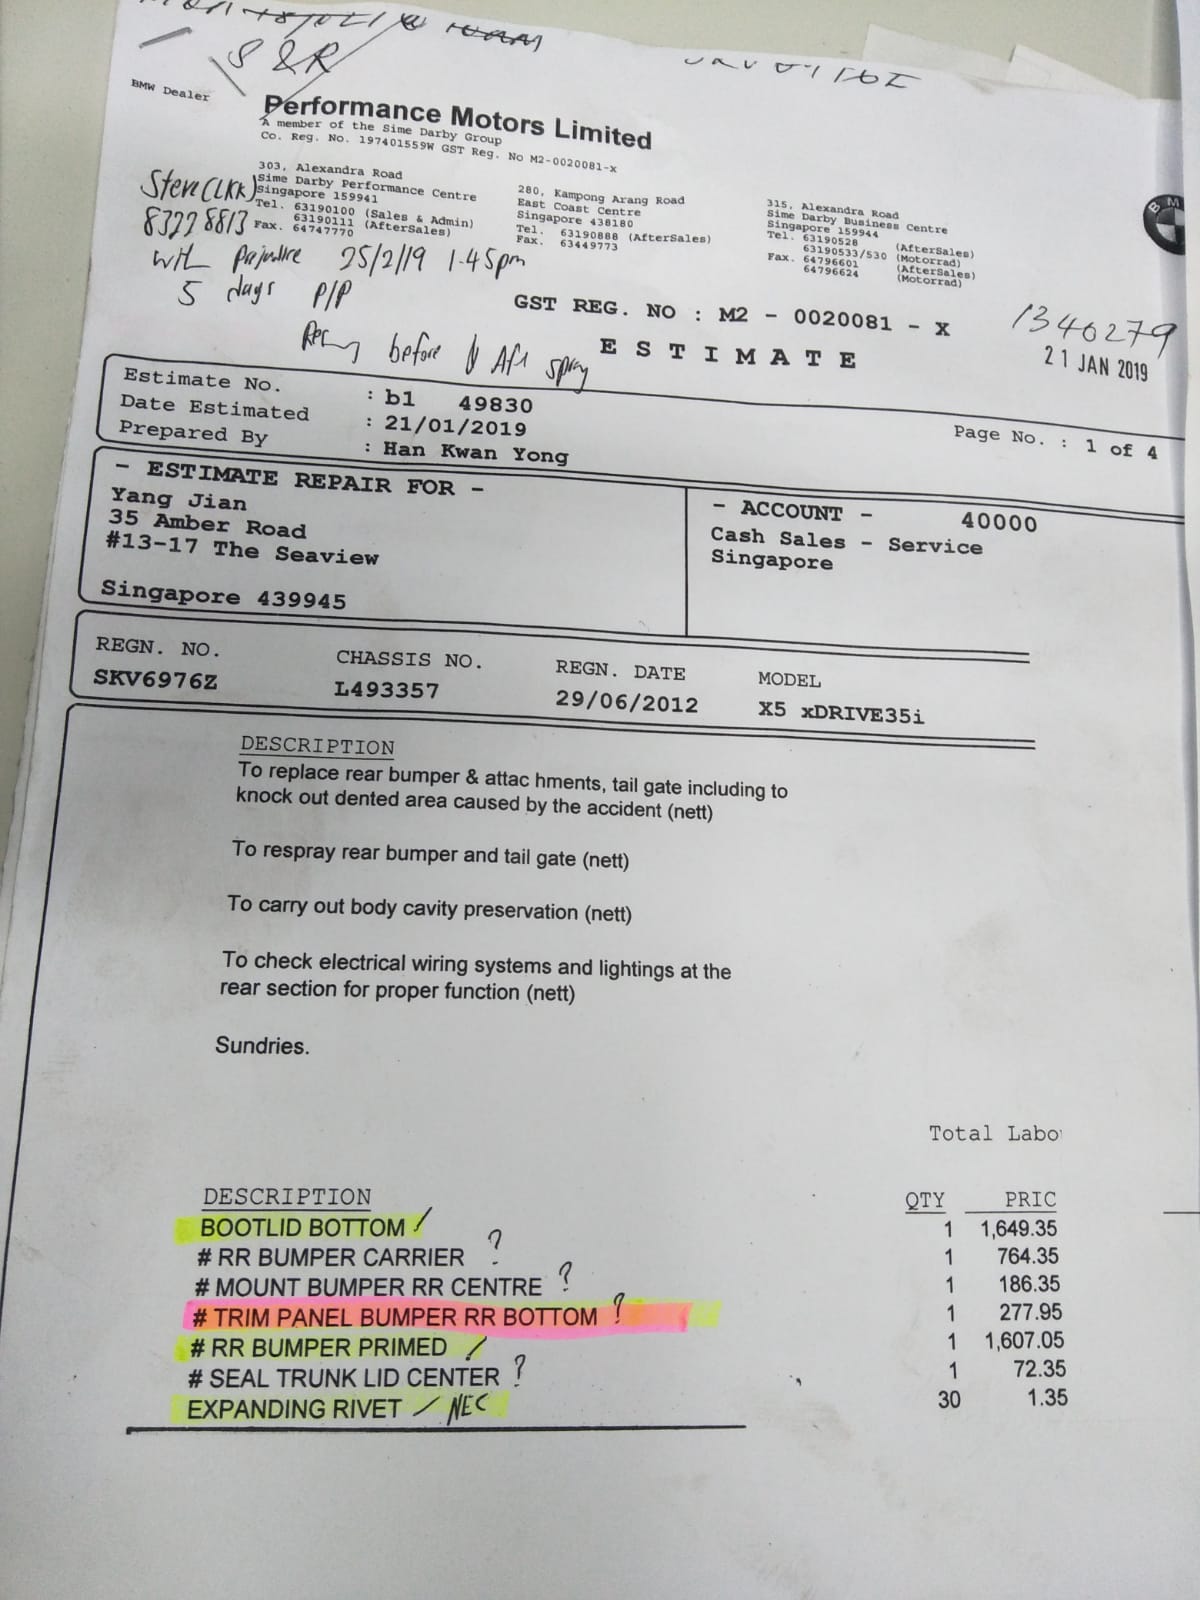 S &R
BMW Dealer
Performance Motors Limited
A member of the Sime Darby Group
Co. Reg. No. 197401559W GST Reg. No M2-0020081-X
303, Alexandra Road
Sime Darby Performance Centre
Singapore 159941
Tel. 63190100 (Sales & Admin)
63190111 (AfterSales)
Fax. 64747770
280, Kampong Arang Road
East Coast Centre
Singapore 438180
Tel. 63190888 (AfterSales)
Fax. 63449773
315, Alexandra Road
Sime Darby Business Centre
Singapore 159944
Tel. 63190528 (AfterSales)
63190533/530 (Motorrad)
Fax. 64796601 (AfterSales)
64796624 (Motorrad)
BM
Steve (LKK)
83228813
with prejudice 25/2/19 1.45pm
5 days P/P
before
spray
GST REG. NO : M2 - 0020081 - X
1340279
ESTIMATE
21 JAN 2019
Estimate No. : b1 49830
Date Estimated : 21/01/2019
Prepared By : Han Kwan Yong
Page No. : 1 of 4
- ESTIMATE REPAIR FOR -
Yang Jian
35 Amber Road
#13-17 The Seaview
Singapore 439945
- ACCOUNT - 40000
Cash Sales - Service
Singapore
REGN. NO. CHASSIS NO. REGN. DATE MODEL
SKV6976Z L493357 29/06/2012 X5 xDRIVE35i
DESCRIPTION
To replace rear bumper & attac hments, tail gate including to
knock out dented area caused by the accident (nett)
To respray rear bumper and tail gate (nett)
To carry out body cavity preservation (nett)
To check electrical wiring systems and lightings at the
rear section for proper function (nett)
Sundries.
Total Labo
DESCRIPTION QTY PRIC
BOOTLID BOTTOM / 1 1,649.35
# RR BUMPER CARRIER ? 1 764.35
# MOUNT BUMPER RR CENTRE ? 1 186.35
# TRIM PANEL BUMPER RR BOTTOM ? 1 277.95
# RR BUMPER PRIMED / 1 1,607.05
# SEAL TRUNK LID CENTER ? 1 72.35
EXPANDING RIVET / NEC 30 1.35